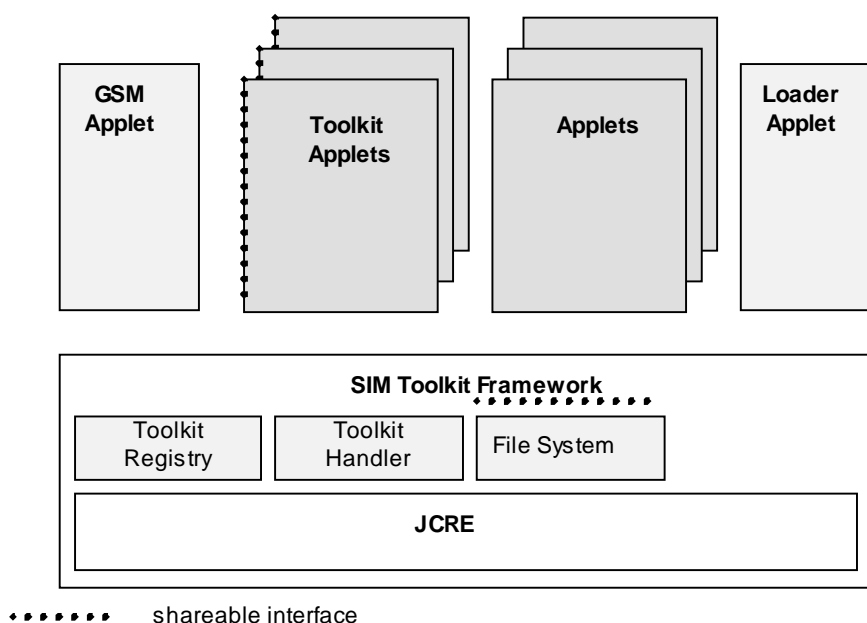 GSM
Applet
Toolkit
Applets
Applets
Loader
Applet
SIM Toolkit Framework
Toolkit
Registry
Toolkit
Handler
File System
JCRE
shareable interface